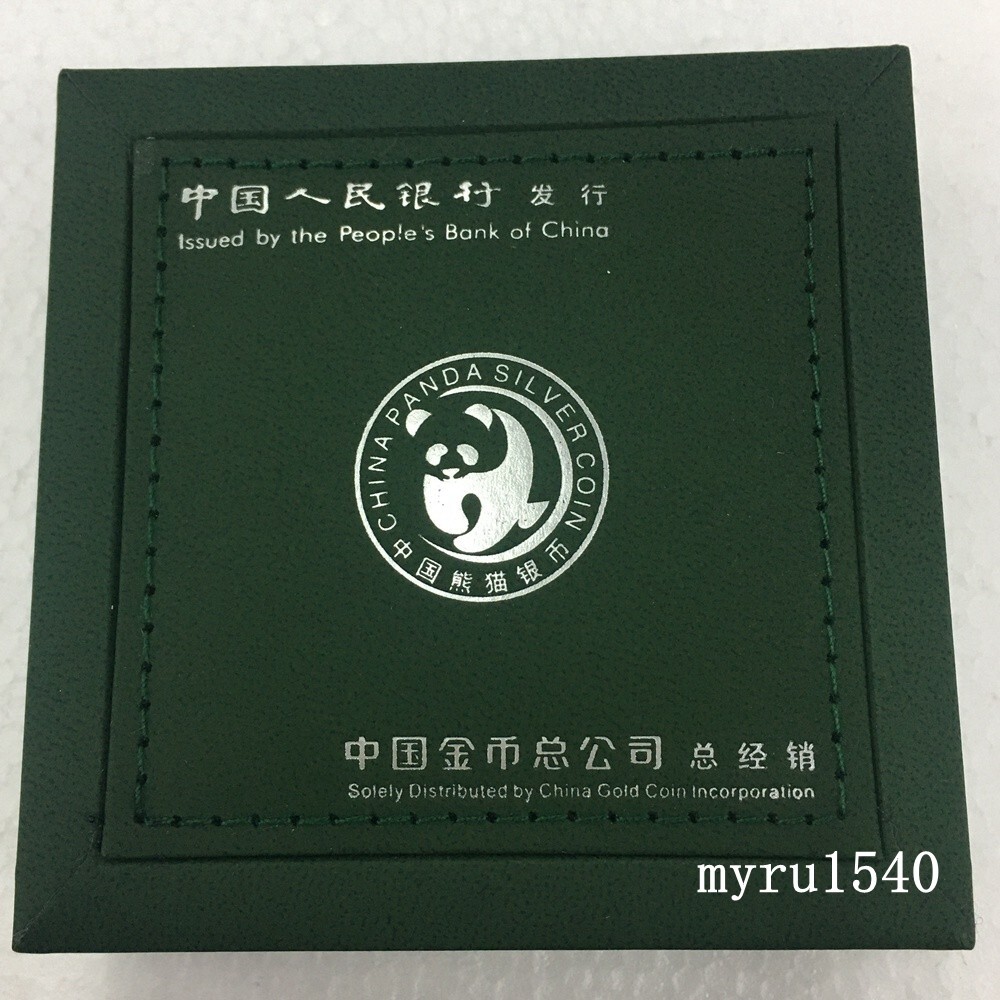 中国人民银行 发行
Issued by the People's Bank of China
CHINA PANDA SILVER COIN
中国熊猫银币
中国金币总公司 总经销
Solely Distributed by China Gold Coin Incorporation
myru1540